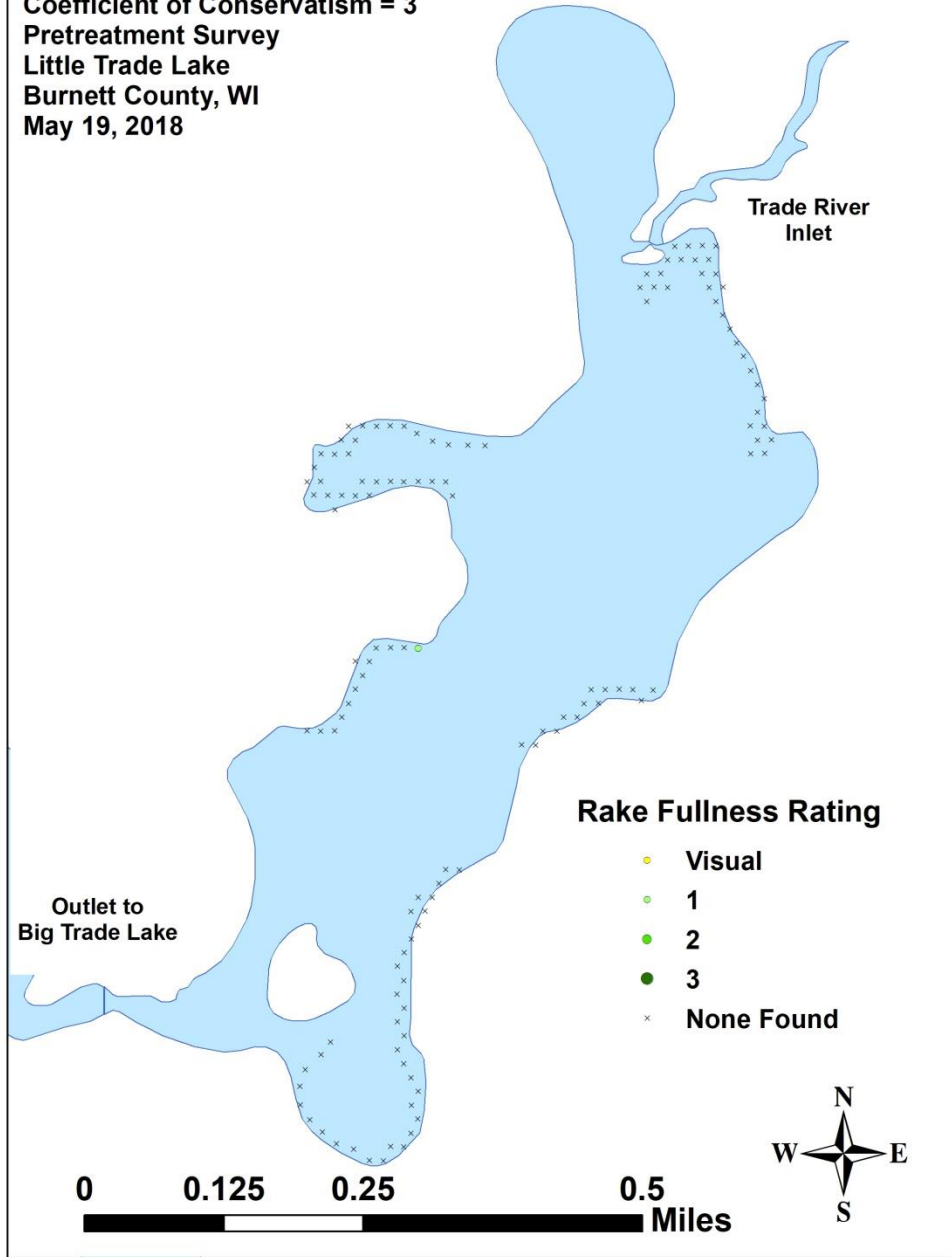 Coefficient of Conservatism = 3
Pretreatment Survey
Little Trade Lake
Burnett County, WI
May 19, 2018
Trade River
Inlet
Rake Fullness Rating
Visual
1
2
3
None Found
Outlet to
Big Trade Lake
N
W E
S
0 0.125 0.25 0.5
Miles